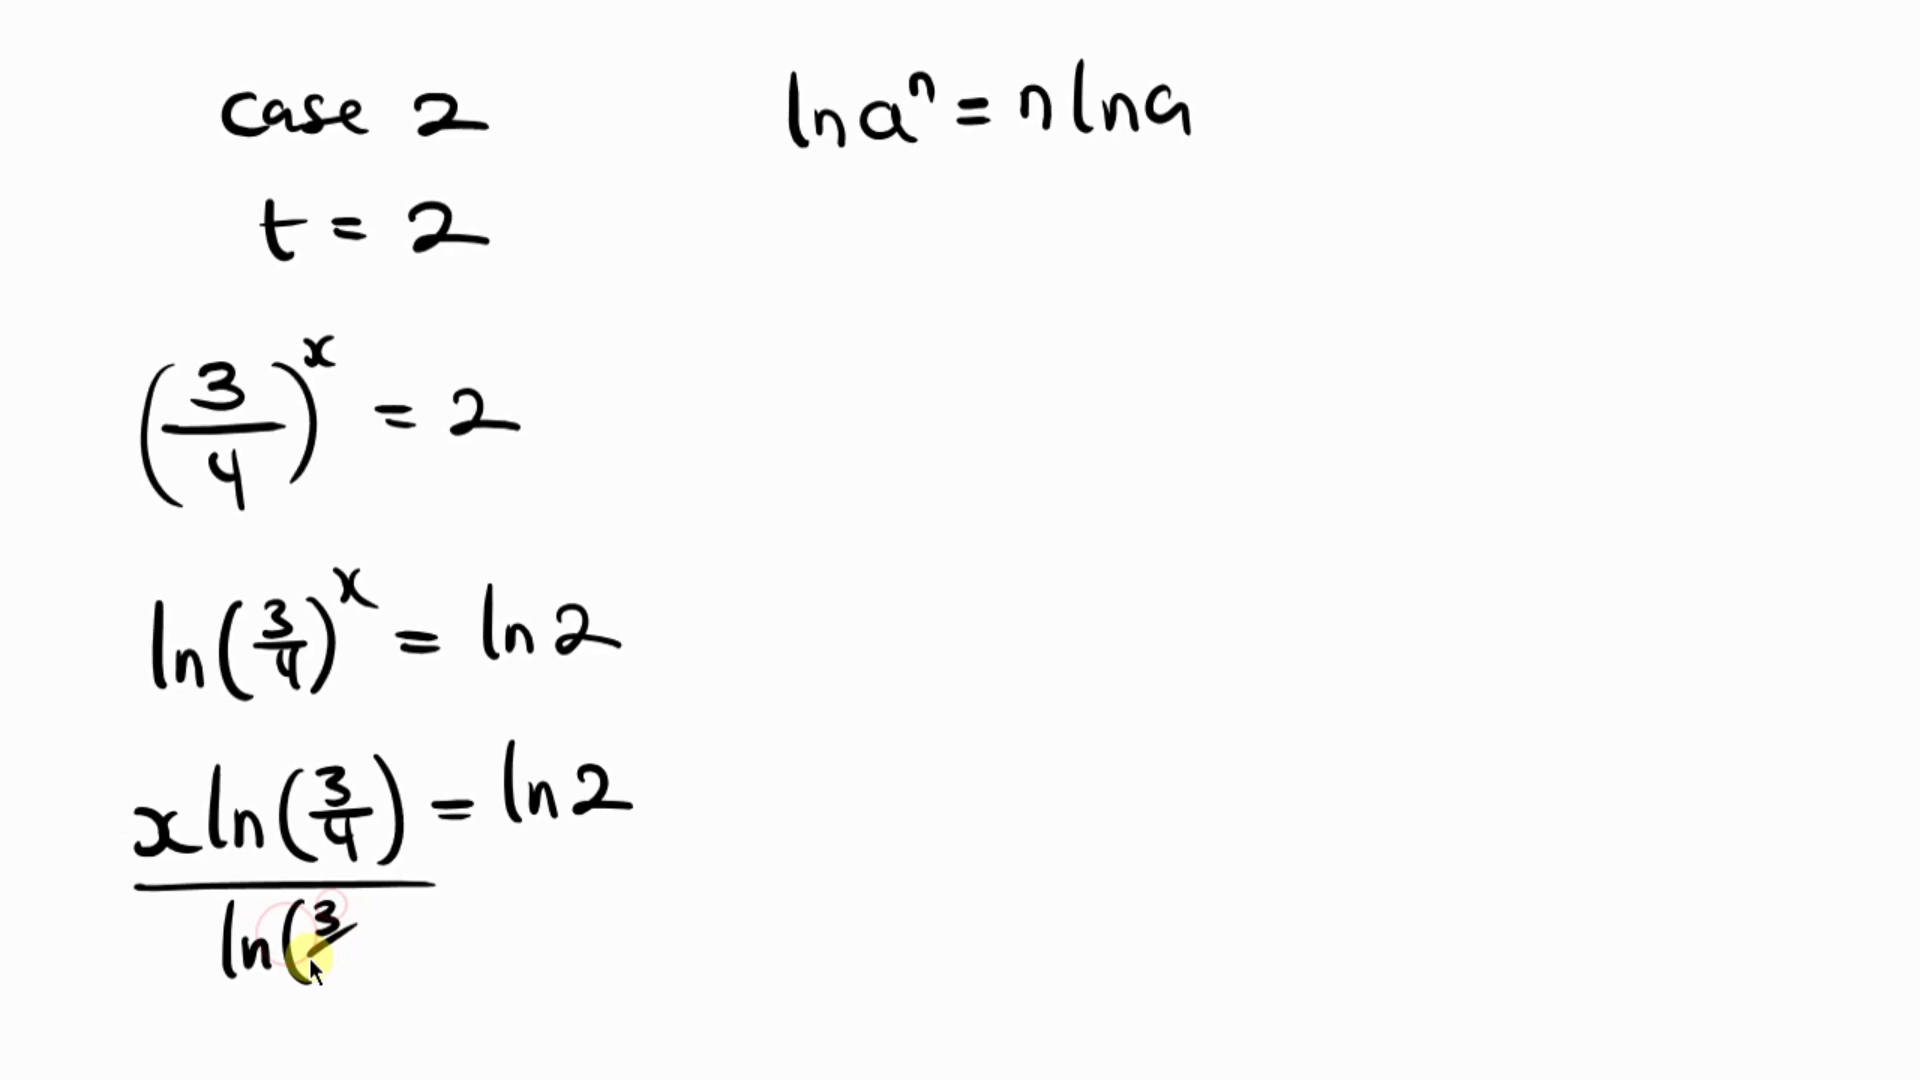 case 2
ln aⁿ = n ln a
t = 2
(3/4)ˣ = 2
ln(3/4)ˣ = ln 2
x ln(3/4) = ln 2
ln(3/